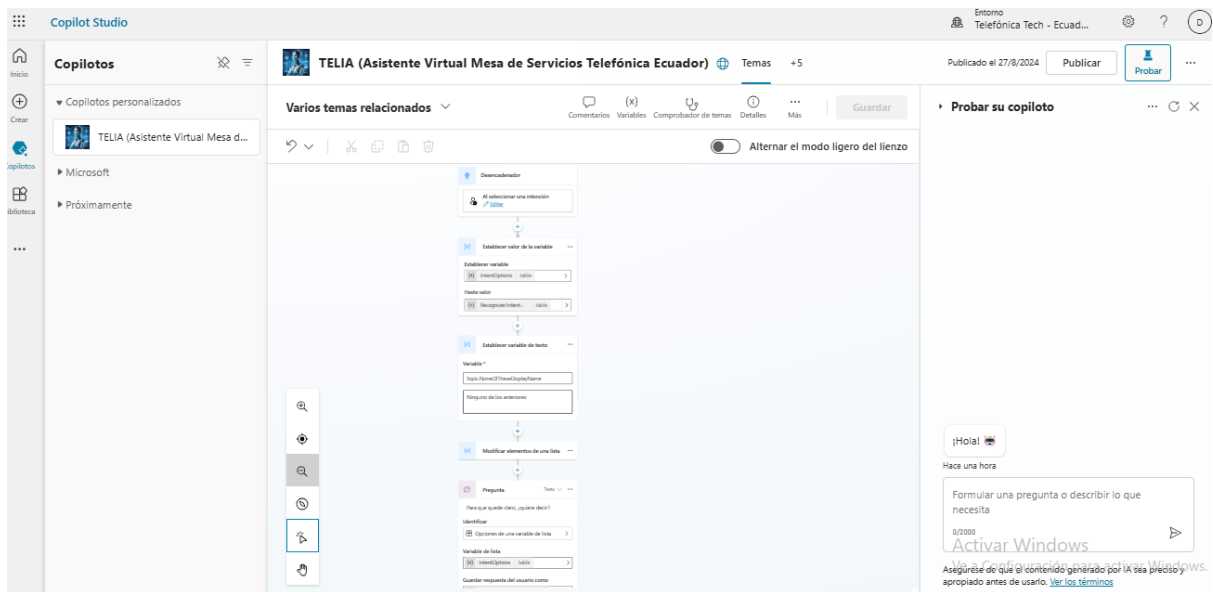 Copilot Studio
Entorno
Telefónica Tech - Ecuad...
?
D
Inicio
Crear
opilotos
iblioteca
Copilotos
Copilotos personalizados
TELIA (Asistente Virtual Mesa d...
Microsoft
Próximamente
TELIA (Asistente Virtual Mesa de Servicios Telefónica Ecuador)
Temas
+5
Publicado el 27/8/2024
Publicar
Probar
Varios temas relacionados
Comentarios
{x}
Variables
Comprobador de temas
Detalles
Más
Guardar
Alternar el modo ligero del lienzo
Desencadenador
Al seleccionar una intención
Editar
Establecer valor de la variable
Establecer variable
{x} IntentOptions table
Hasta valor
{x} Recognizer.Intent... table
Establecer variable de texto
Variable *
Topic.NoneOfTheseDisplayName
Ninguno de los anteriores
Modificar elementos de una lista
Pregunta
Texto
Para que quede claro, ¿quiere decir?:
Identificar
Opciones de una variable de lista
Variable de lista
{x} IntentOptions table
Guardar respuesta del usuario como
Probar su copiloto
¡Hola!
Hace una hora
Formular una pregunta o describir lo que
necesita
0/2000
Activar Windows
Ve a Configuración para activar Windows.
Asegúrese de que el contenido generado por IA sea preciso y
apropiado antes de usarlo. Ver los términos